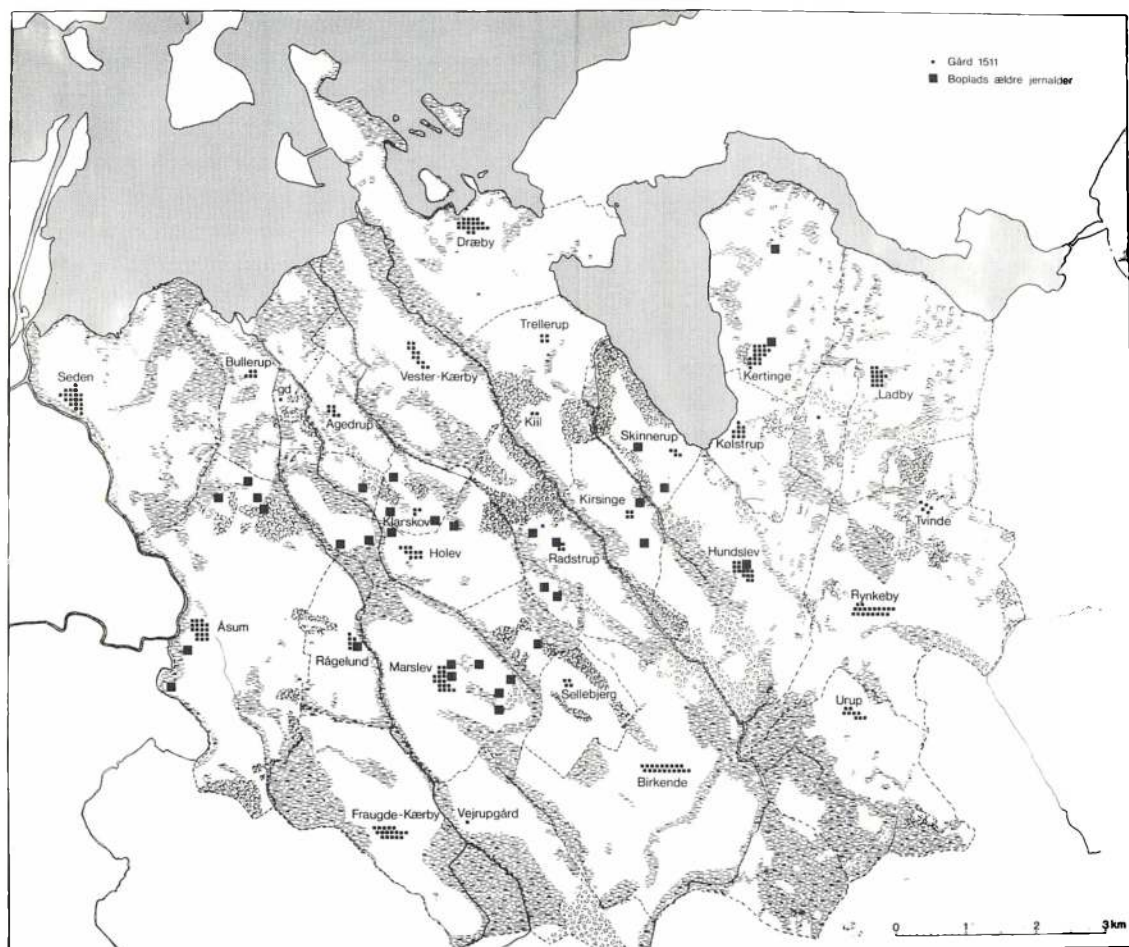 Gård 1511
Boplads ældre jernalder
Dræby
Trellerup
Bullerup
Vester-Kærby
Kertinge
Seden
gd
Ladby
Agedrup
Kiil
Skinnerup
Kølstrup
Kirsinge
Klarskov
Tvinde
Holev
Radstrup
Hundslev
Rynkeby
Åsum
Rågelund
Marslev
Sellebjerg
Urup
Birkende
Fraugde-Kærby
Vejrupgård
0 1 2 3 km